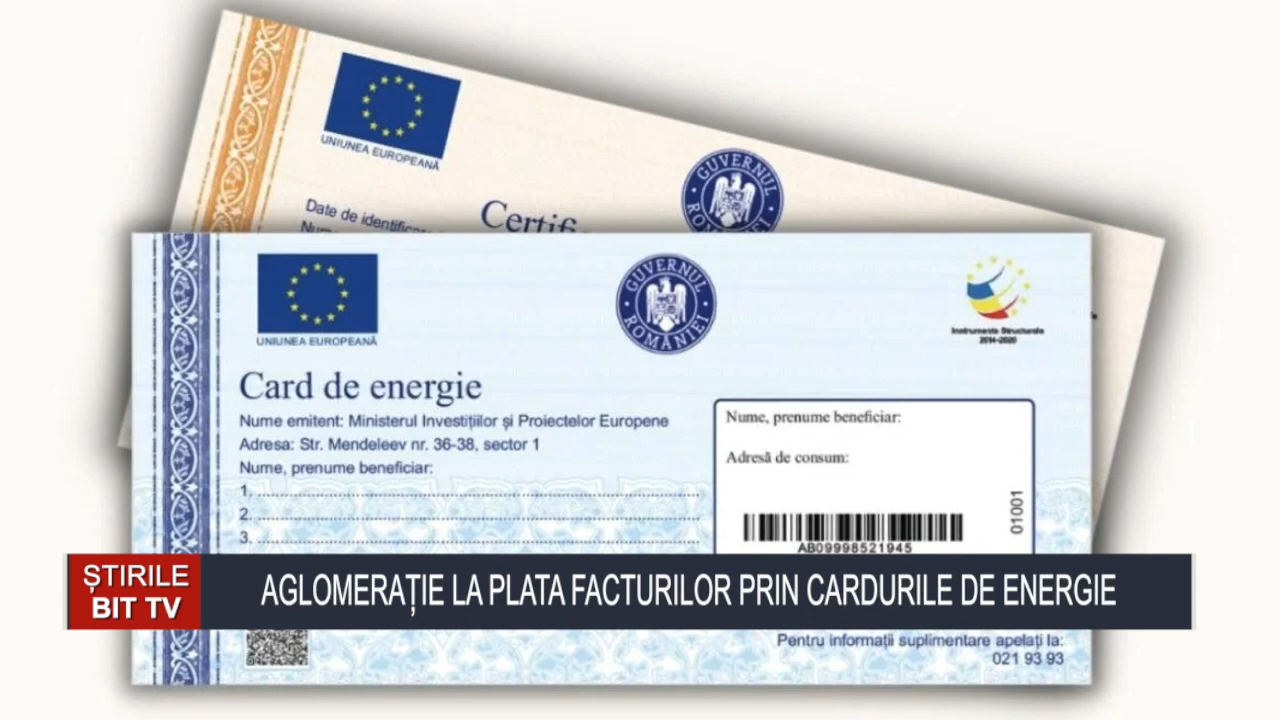 UNIUNEA EUROPEANĂ
GUVERNUL ROMÂNIEI
Date de identificare
Certifi
UNIUNEA EUROPEANĂ
GUVERNUL ROMÂNIEI
Instrumente Structurale
2014-2020
Card de energie
Nume emitent: Ministerul Investițiilor și Proiectelor Europene
Adresa: Str. Mendeleev nr. 36-38, sector 1
Nume, prenume beneficiar:
1.
2.
3.
Nume, prenume beneficiar:
Adresă de consum:
01001
AB09998521945
ȘTIRILE
BIT TV
AGLOMERAȚIE LA PLATA FACTURILOR PRIN CARDURILE DE ENERGIE
Pentru informații suplimentare apelați la:
021 93 93